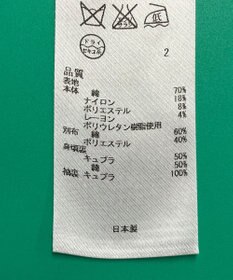 低
ドライ
セキユ系
2
品質
表地
本体 綿 70%
ナイロン 18%
ポリエステル 8%
レーヨン 4%
ポリウレタン樹脂使用
別布 綿 60%
ポリエステル 40%
身頃裏
キュプラ 50%
綿 50%
袖裏 キュプラ 100%
日本製